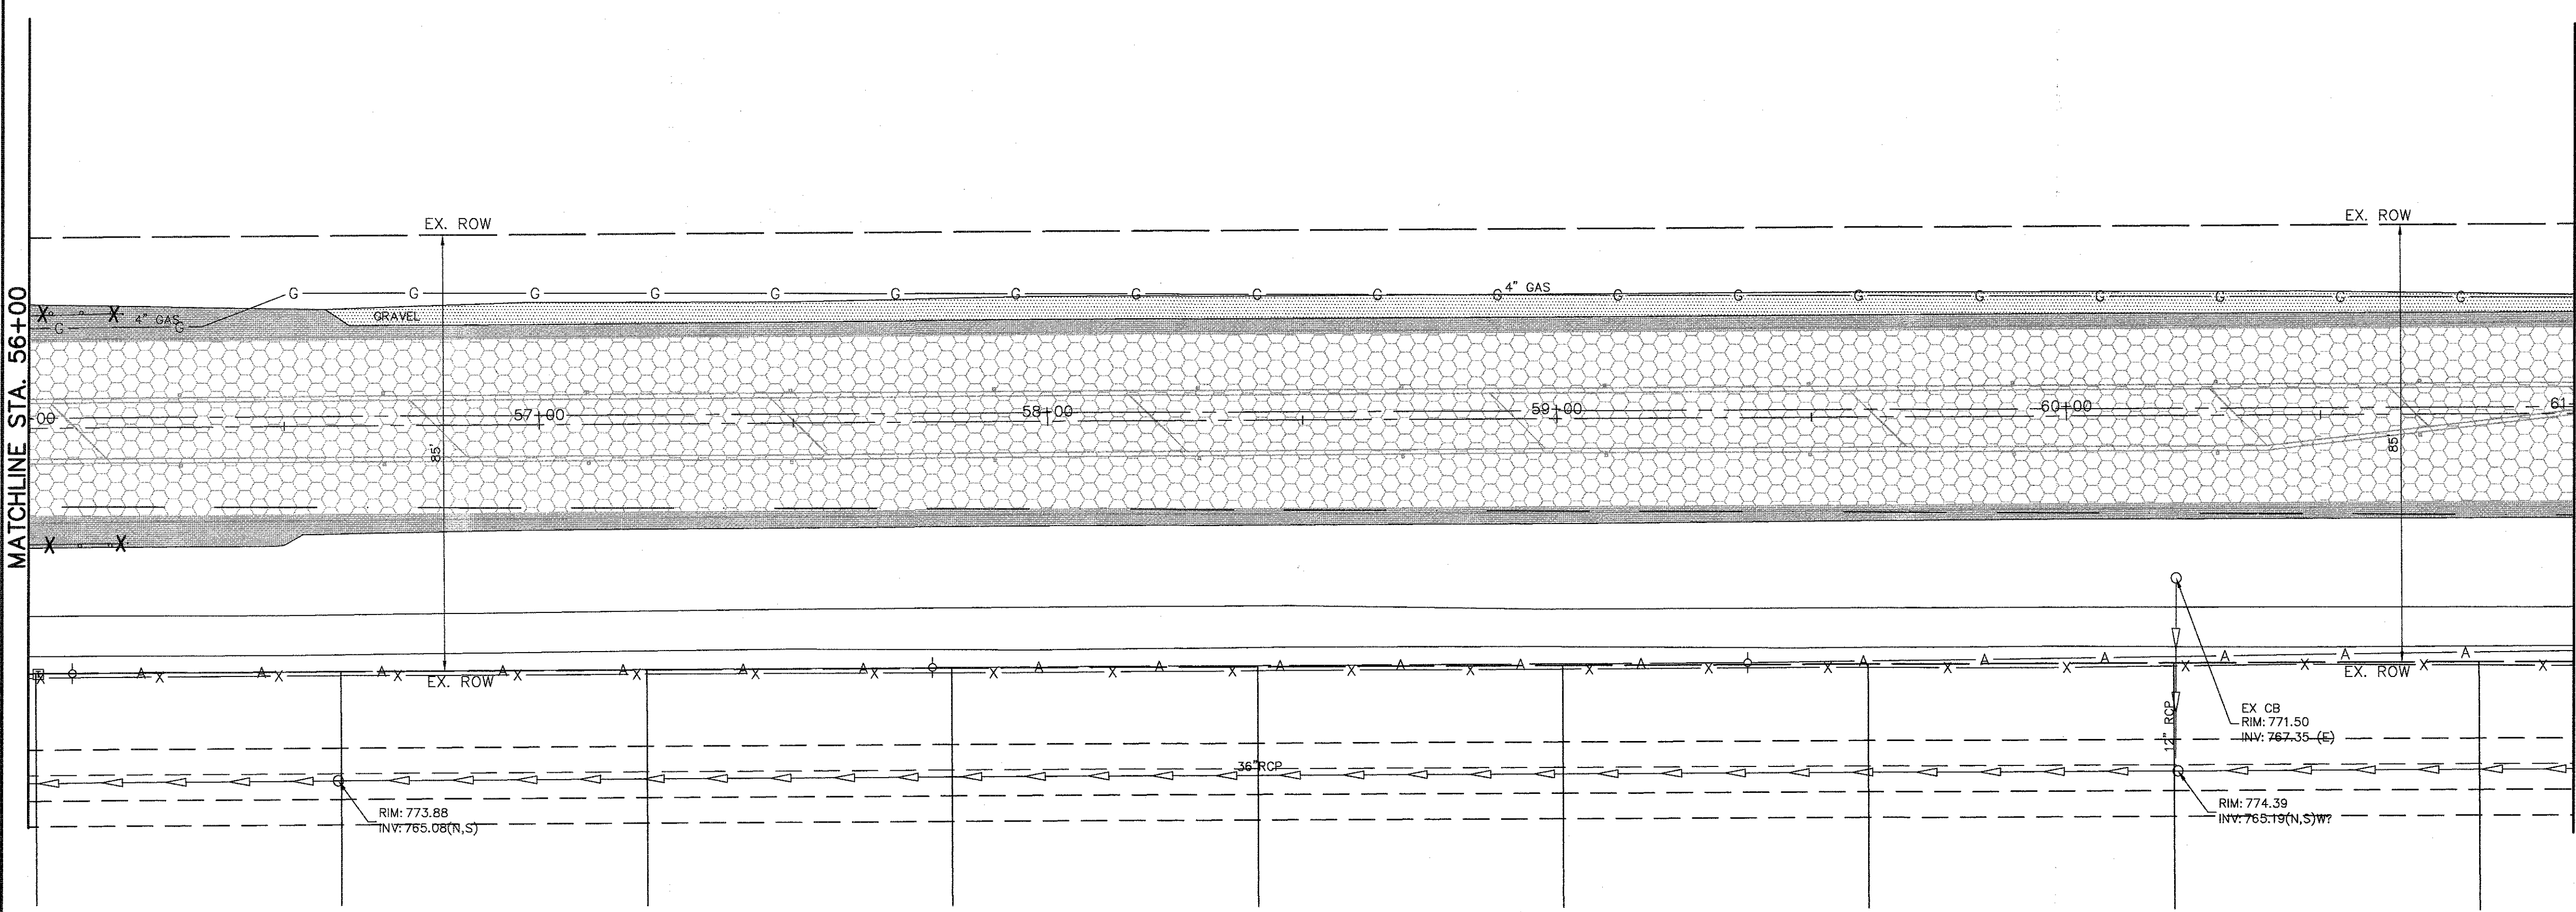 MATCHLINE STA. 56+00
EX. ROW
EX. ROW
G G G G G G G G G G G G G G G G G G G
4" GAS
X X
4" GAS
G G
GRAVEL
00
57+00
58+00
59+00
60+00
61
85'
85'
X X
A A A A A A A A A A A A A A A A A A A A
X X X X X X X X X X X X X X X X X X X X X X X
EX. ROW
EX. ROW
12" RCP
EX CB
RIM: 771.50
INV: 767.35 (E)
36"RCP
RIM: 773.88
INV: 765.08(N,S)
RIM: 774.39
INV: 765.19(N,S)W?